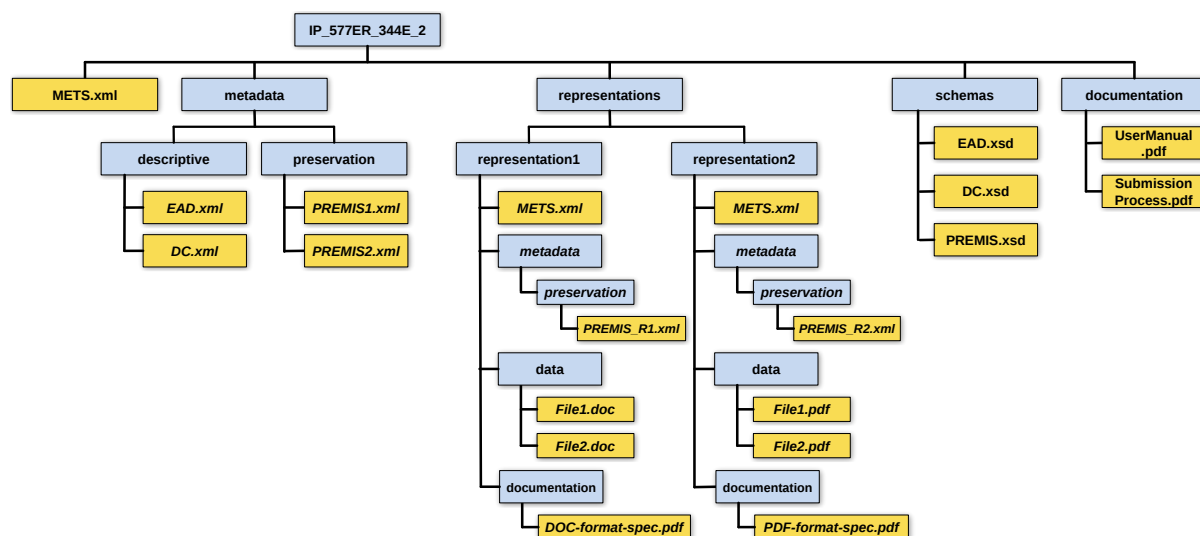 IP_577ER_344E_2
METS.xml
metadata
representations
schemas
documentation
descriptive
preservation
EAD.xml
DC.xml
PREMIS1.xml
PREMIS2.xml
representation1
METS.xml
metadata
preservation
PREMIS_R1.xml
data
File1.doc
File2.doc
documentation
DOC-format-spec.pdf
representation2
METS.xml
metadata
preservation
PREMIS_R2.xml
data
File1.pdf
File2.pdf
documentation
PDF-format-spec.pdf
EAD.xsd
DC.xsd
PREMIS.xsd
UserManual
.pdf
Submission
Process.pdf